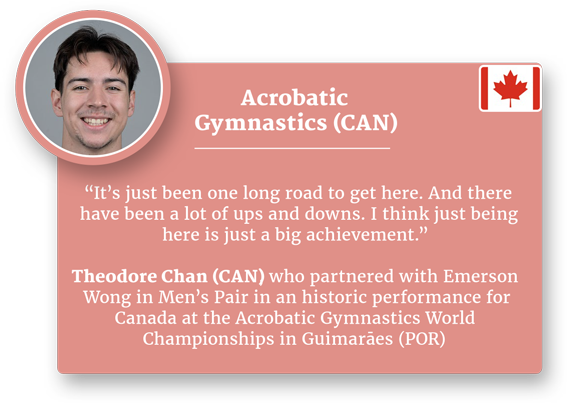 Acrobatic
Gymnastics (CAN)
“It’s just been one long road to get here. And there
have been a lot of ups and downs. I think just being
here is just a big achievement.”
Theodore Chan (CAN) who partnered with Emerson
Wong in Men’s Pair in an historic performance for
Canada at the Acrobatic Gymnastics World
Championships in Guimarães (POR)